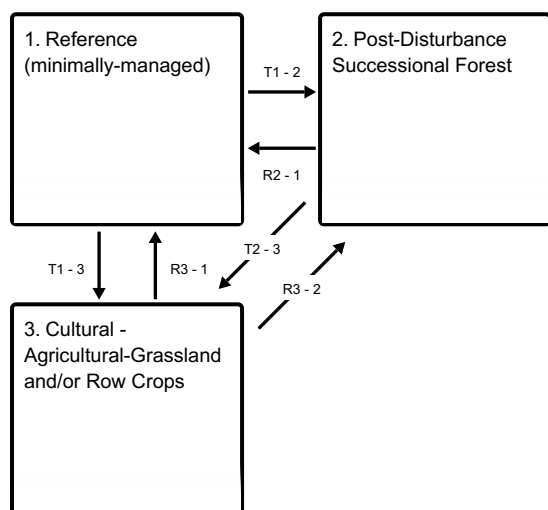 1. Reference
(minimally-managed)
2. Post-Disturbance
Successional Forest
T1 - 2
R2 - 1
T1 - 3
R3 - 1
T2 - 3
R3 - 2
3. Cultural -
Agricultural-Grassland
and/or Row Crops